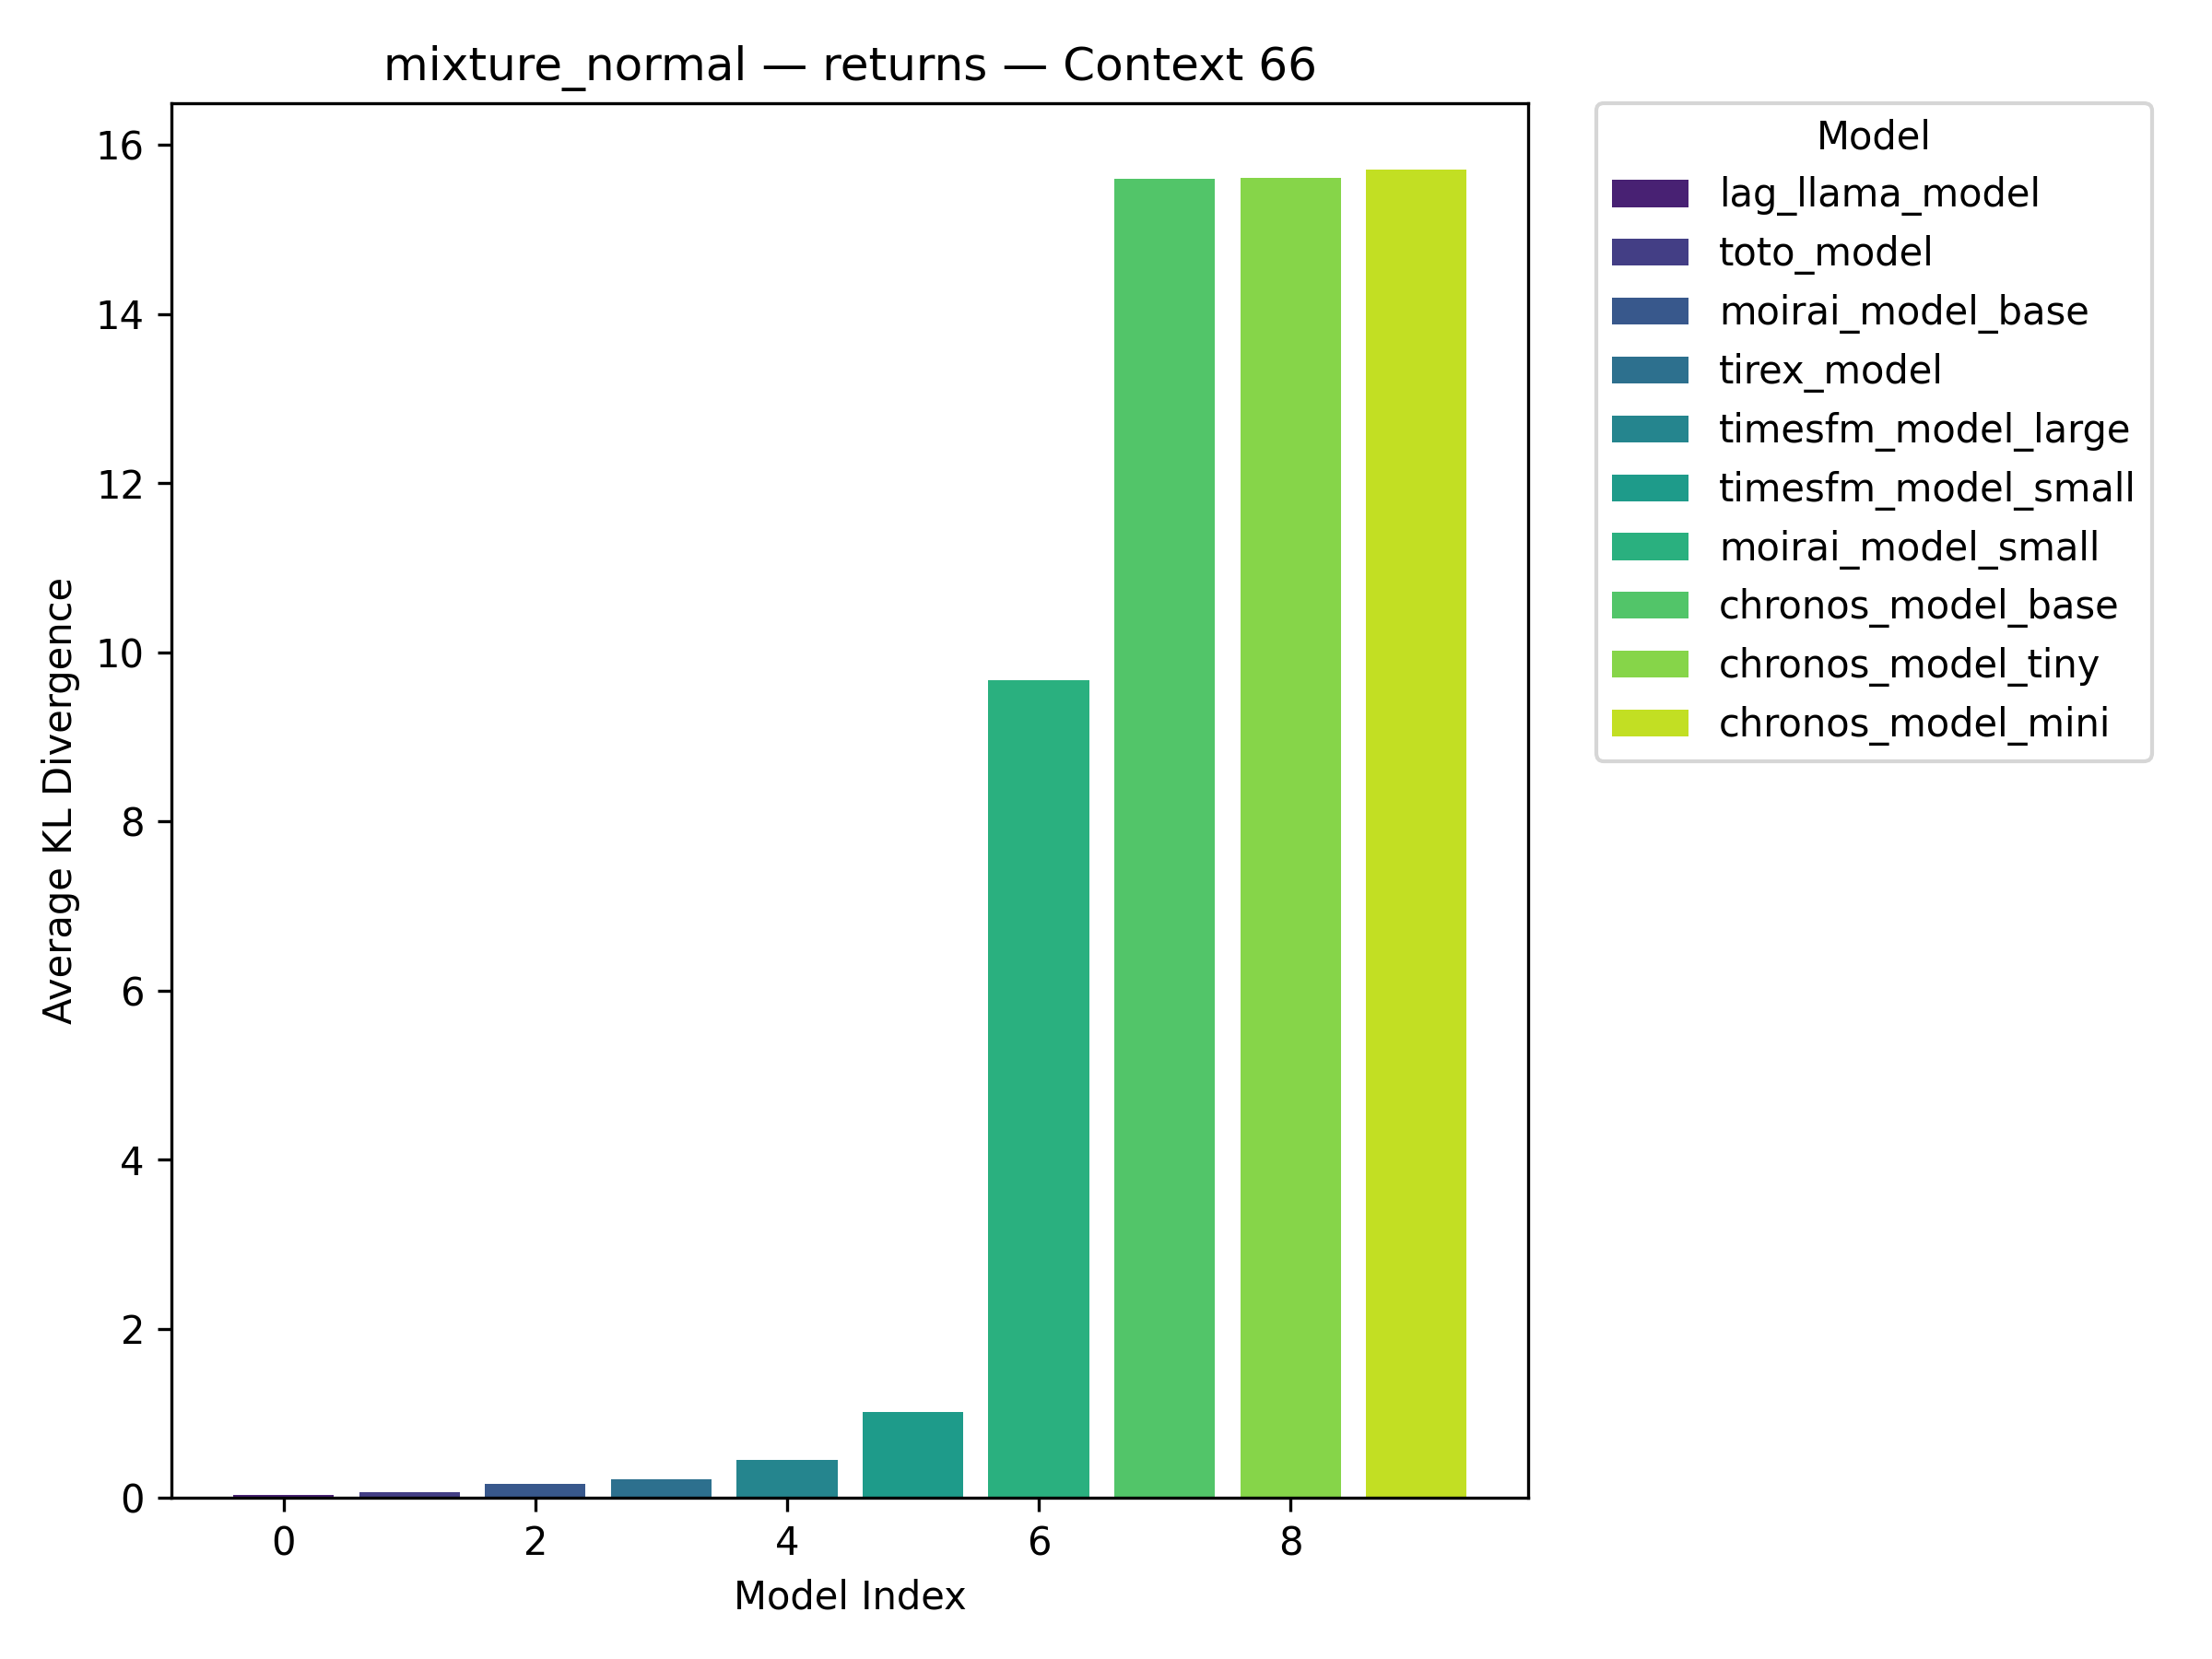 mixture_normal — returns — Context 66
Average KL Divergence
16
14
12
10
8
6
4
2
0
0 2 4 6 8
Model Index
Model
lag_llama_model
toto_model
moirai_model_base
tirex_model
timesfm_model_large
timesfm_model_small
moirai_model_small
chronos_model_base
chronos_model_tiny
chronos_model_mini